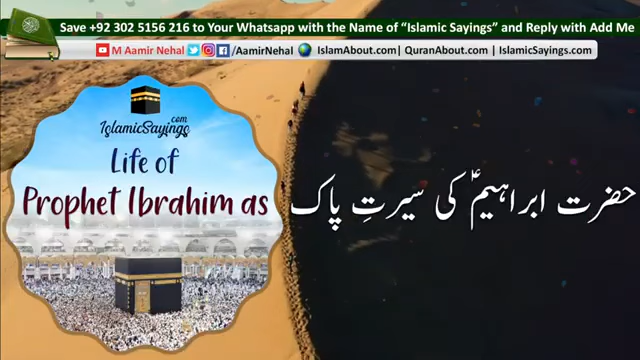 Save +92 302 5156 216 to Your Whatsapp with the Name of “Islamic Sayings” and Reply with Add Me
M Aamir Nehal /AamirNehal IslamAbout.com| QuranAbout.com | IslamicSayings.com
IslamicSayings.com
Life of
Prophet Ibrahim as
حضرت ابراہیمؑ کی سیرتِ پاک